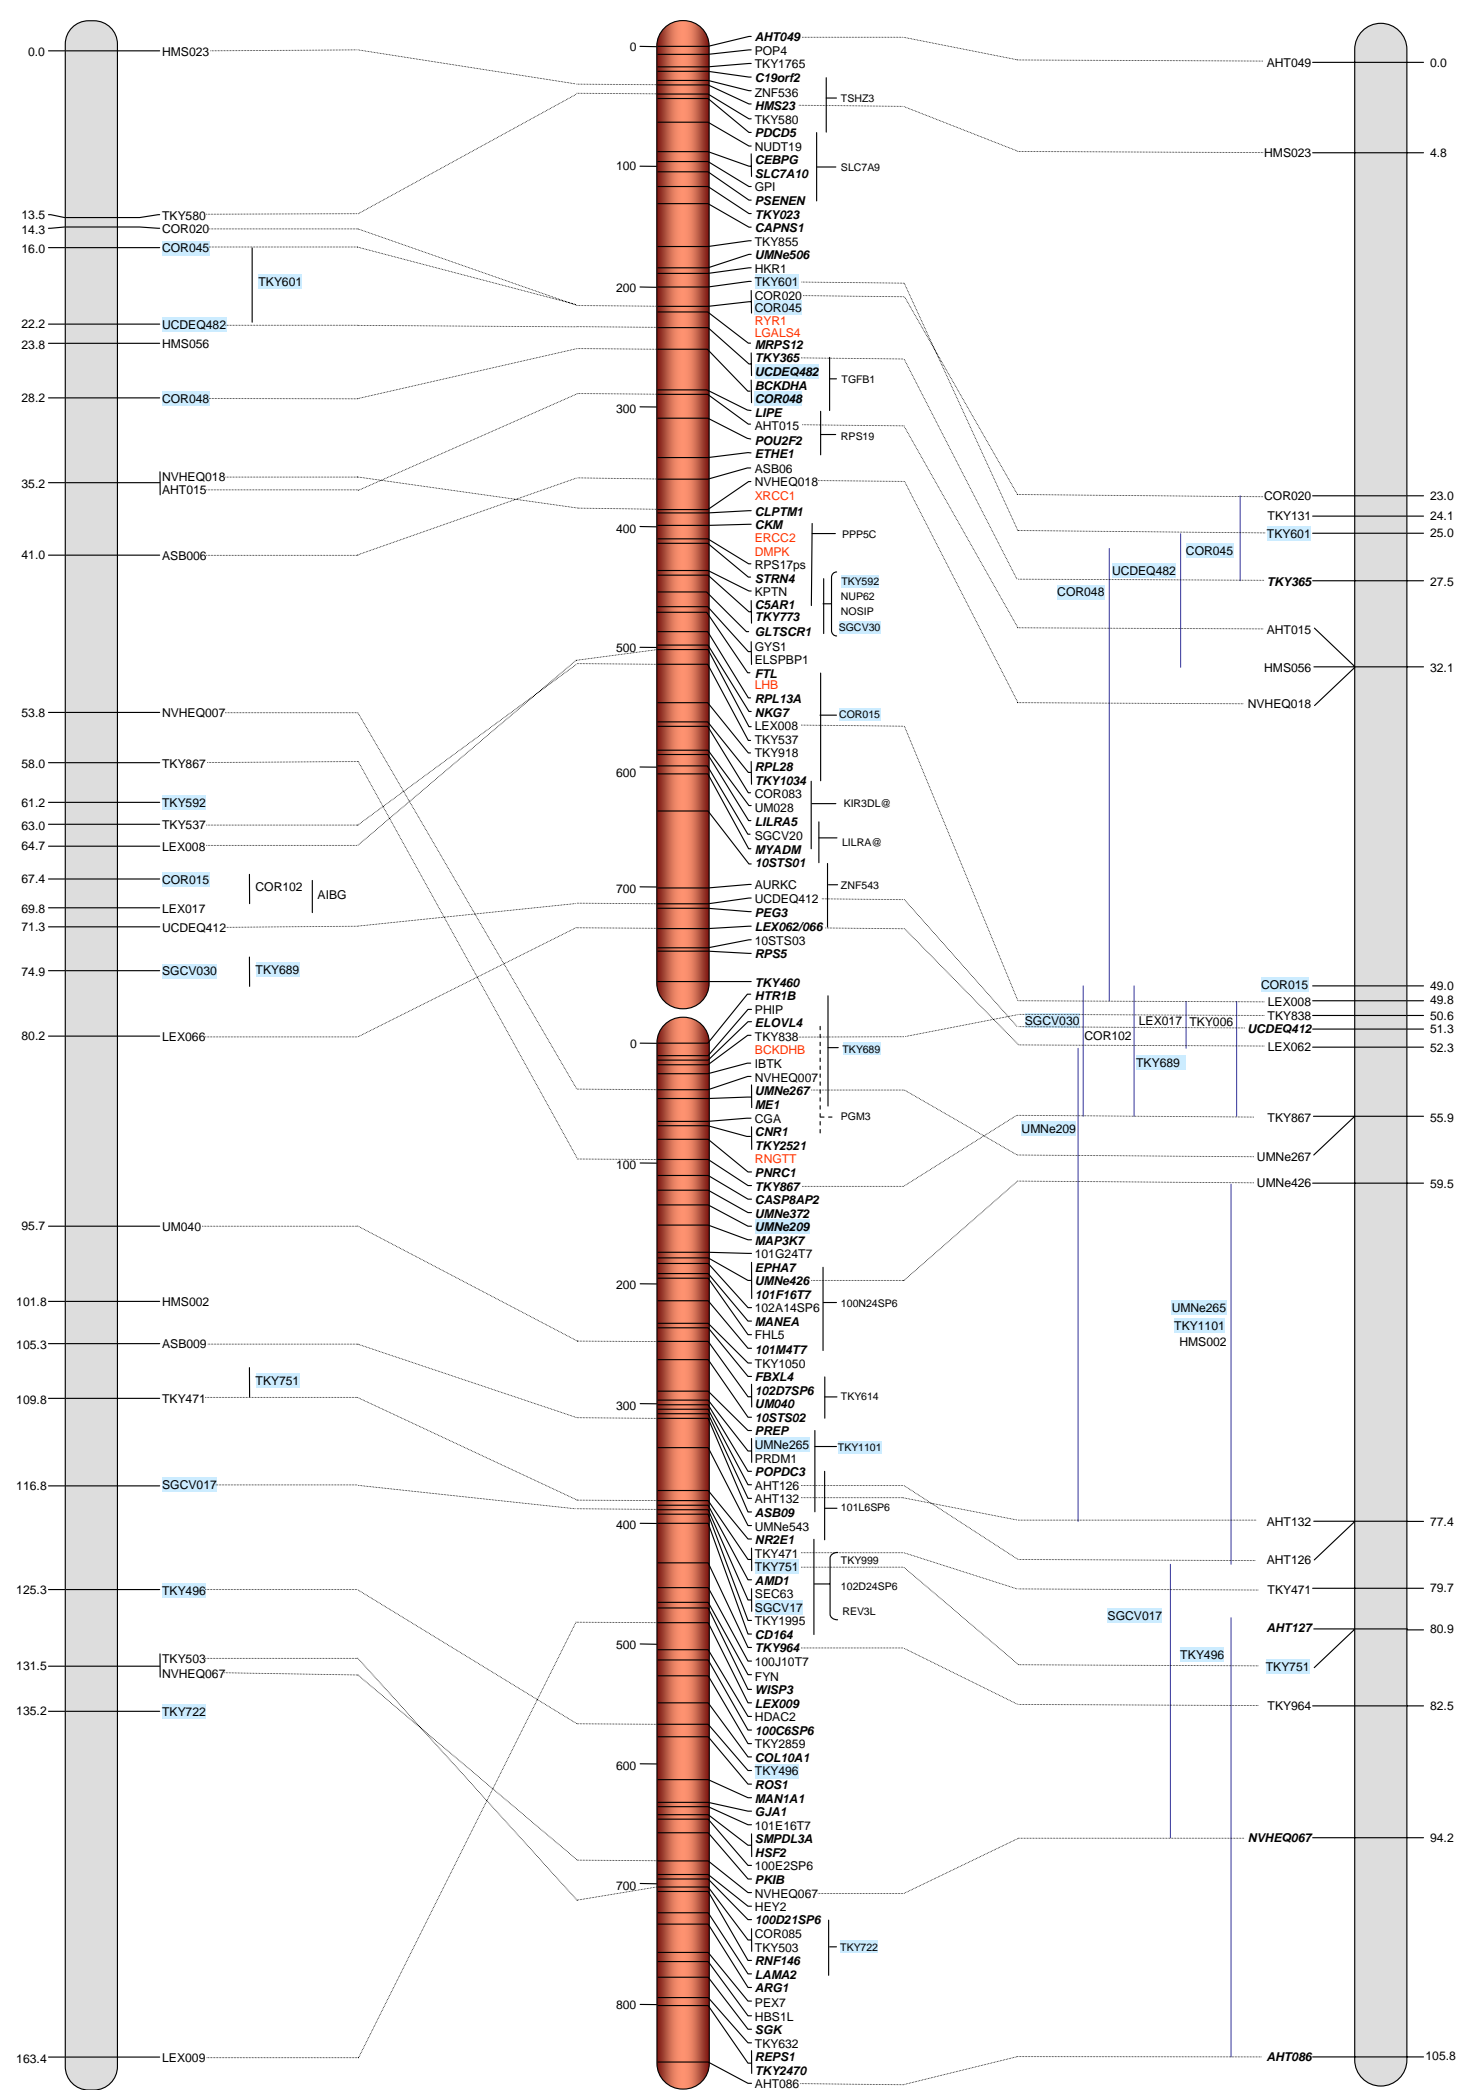 0.0 HMS023
13.5 TKY580
14.3 COR020
16.0 COR045
TKY601
22.2 UCDEQ482
23.8 HMS056
28.2 COR048
35.2 NVHEQ018
AHT015
41.0 ASB006
53.8 NVHEQ007
58.0 TKY867
61.2 TKY592
63.0 TKY537
64.7 LEX008
67.4 COR015
COR102
AIBG
69.8 LEX017
71.3 UCDEQ412
74.9 SGCV030 TKY689
80.2 LEX066
95.7 UM040
101.8 HMS002
105.3 ASB009
TKY751
109.8 TKY471
116.8 SGCV017
125.3 TKY496
131.5 TKY503
NVHEQ067
135.2 TKY722
163.4 LEX009
0
100
200
300
400
500
600
700
AHT049
POP4
TKY1765
C19orf2
ZNF536
HMS23
TKY580
PDCD5
NUDT19
CEBPG
SLC7A10
GPI
PSENEN
TKY023
CAPNS1
TKY855
UMNe506
HKR1
TKY601
COR020
COR045
RYR1
LGALS4
MRPS12
TKY365
UCDEQ482
BCKDHA
COR048
LIPE
AHT015
POU2F2
ETHE1
ASB06
NVHEQ018
XRCC1
CLPTM1
CKM
ERCC2
DMPK
RPS17ps
STRN4
KPTN
C5AR1
TKY773
GLTSCR1
GYS1
ELSPBP1
FTL
LHB
RPL13A
NKG7
LEX008
TKY537
TKY918
RPL28
TKY1034
COR083
UM028
LILRA5
SGCV20
MYADM
10STS01
AURKC
UCDEQ412
PEG3
LEX062/066
10STS03
RPS5
TKY460
TSHZ3
SLC7A9
TGFB1
RPS19
PPP5C
TKY592
NUP62
NOSIP
SGCV30
COR015
KIR3DL@
LILRA@
ZNF543
0
100
200
300
400
500
600
700
800
HTR1B
PHIP
ELOVL4
TKY838
BCKDHB
IBTK
NVHEQ007
UMNe267
ME1
CGA
CNR1
TKY2521
RNGTT
PNRC1
TKY867
CASP8AP2
UMNe372
UMNe209
MAP3K7
101G24T7
EPHA7
UMNe426
101F16T7
102A14SP6
MANEA
FHL5
101M4T7
TKY1050
FBXL4
102D7SP6
UM040
10STS02
PREP
UMNe265
PRDM1
POPDC3
AHT126
AHT132
ASB09
UMNe543
NR2E1
TKY471
TKY751
AMD1
SEC63
SGCV17
TKY1995
CD164
TKY964
100J10T7
FYN
WISP3
LEX009
HDAC2
100C6SP6
TKY2859
COL10A1
TKY496
ROS1
MAN1A1
GJA1
101E16T7
SMPDL3A
HSF2
100E2SP6
PKIB
NVHEQ067
HEY2
100D21SP6
COR085
TKY503
RNF146
LAMA2
ARG1
PEX7
HBS1L
SGK
TKY632
REPS1
TKY2470
AHT086
TKY689
PGM3
100N24SP6
TKY614
TKY1101
101L6SP6
TKY999
102D24SP6
REV3L
TKY722
AHT049 0.0
HMS023 4.8
COR020 23.0
TKY131 24.1
TKY601 25.0
COR045
UCDEQ482
TKY365 27.5
COR048
AHT015
HMS056 32.1
NVHEQ018
COR015 49.0
LEX008 49.8
TKY838 50.6
SGCV030 LEX017 TKY006
UCDEQ412 51.3
COR102
LEX062 52.3
TKY689
TKY867 55.9
UMNe209
UMNe267
UMNe426 59.5
UMNe265
TKY1101
HMS002
AHT132 77.4
AHT126
TKY471 79.7
SGCV017
AHT127 80.9
TKY496
TKY751
TKY964 82.5
NVHEQ067 94.2
AHT086 105.8